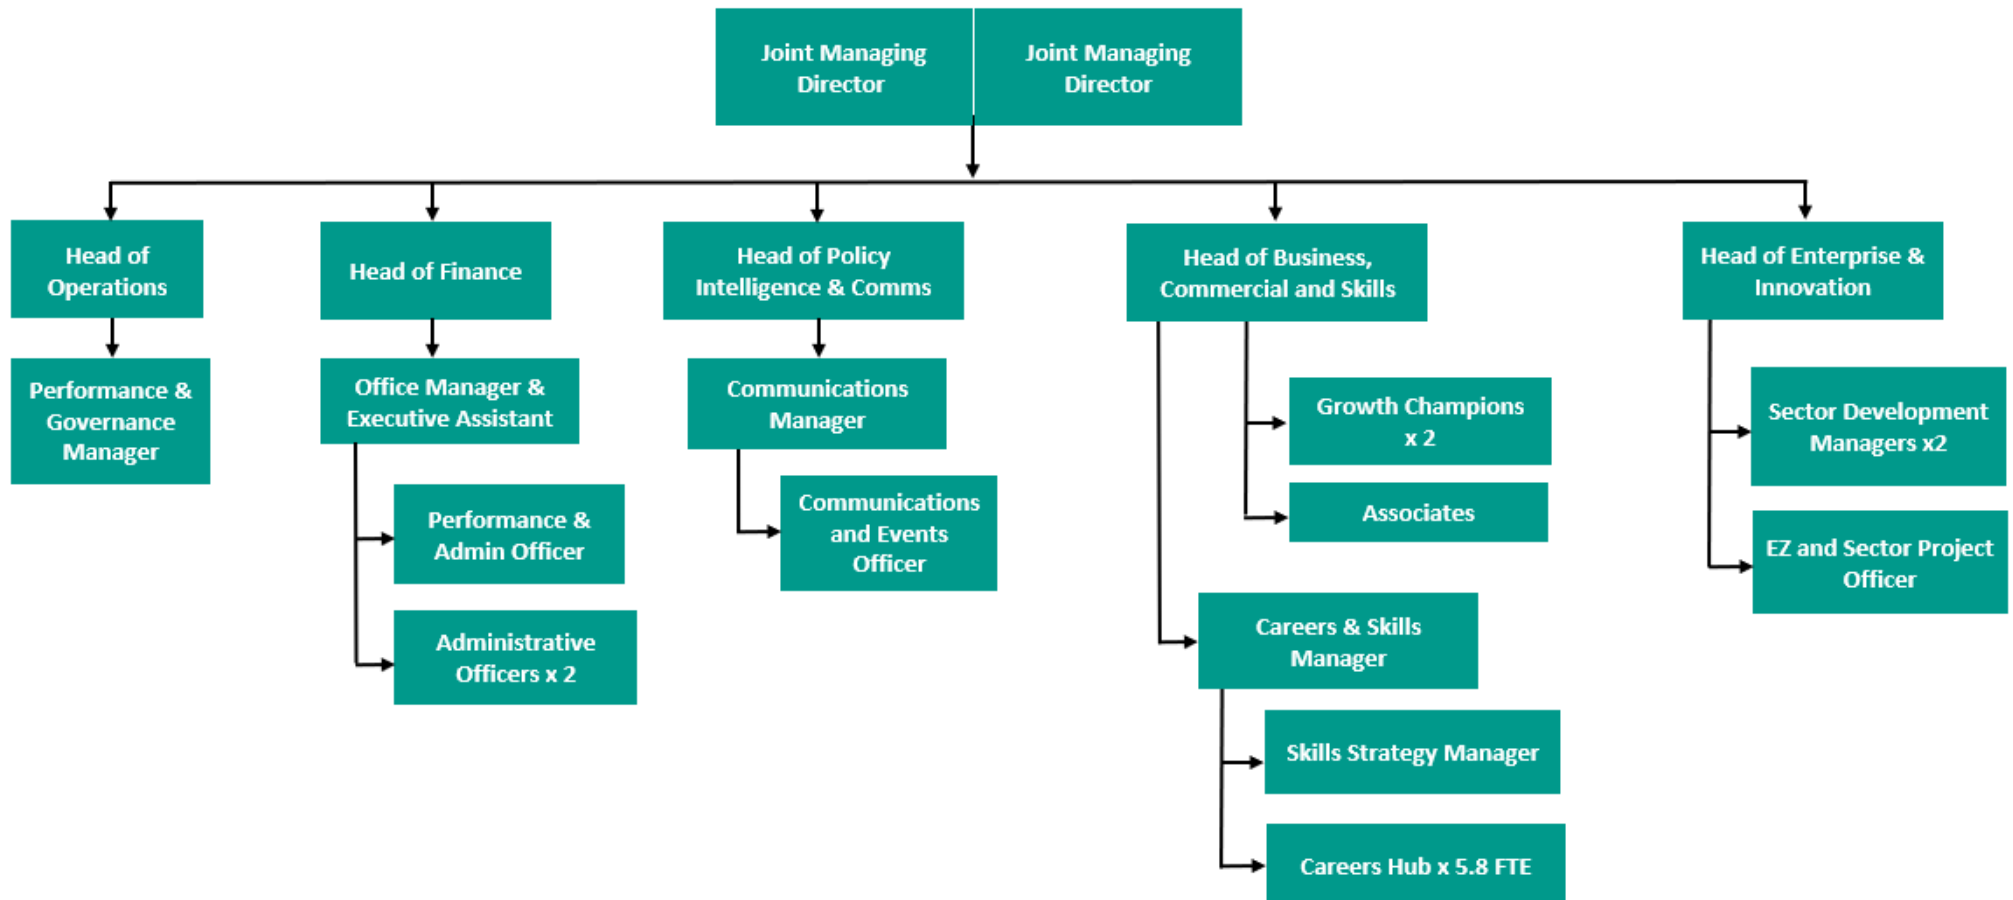 Joint Managing
Director
Joint Managing
Director
Head of
Operations
Head of Finance
Head of Policy
Intelligence & Comms
Head of Business,
Commercial and Skills
Head of Enterprise &
Innovation
Performance &
Governance
Manager
Office Manager &
Executive Assistant
Performance &
Admin Officer
Administrative
Officers x 2
Communications
Manager
Communications
and Events
Officer
Growth Champions
x 2
Associates
Careers & Skills
Manager
Skills Strategy Manager
Careers Hub x 5.8 FTE
Sector Development
Managers x2
EZ and Sector Project
Officer